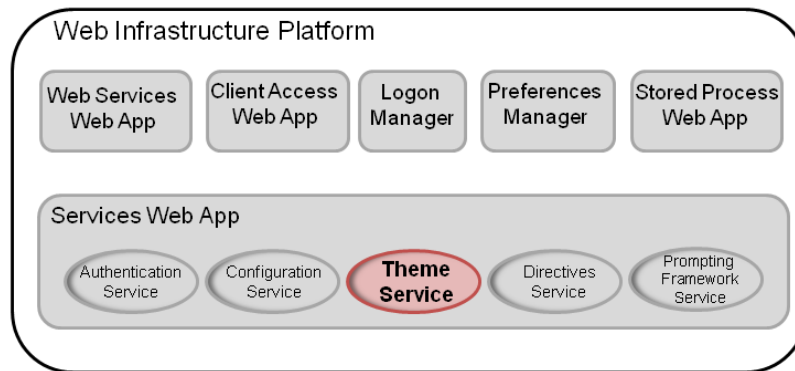 Web Infrastructure Platform
Web Services
Web App
Client Access
Web App
Logon
Manager
Preferences
Manager
Stored Process
Web App
Services Web App
Authentication
Service
Configuration
Service
Theme
Service
Directives
Service
Prompting
Framework
Service